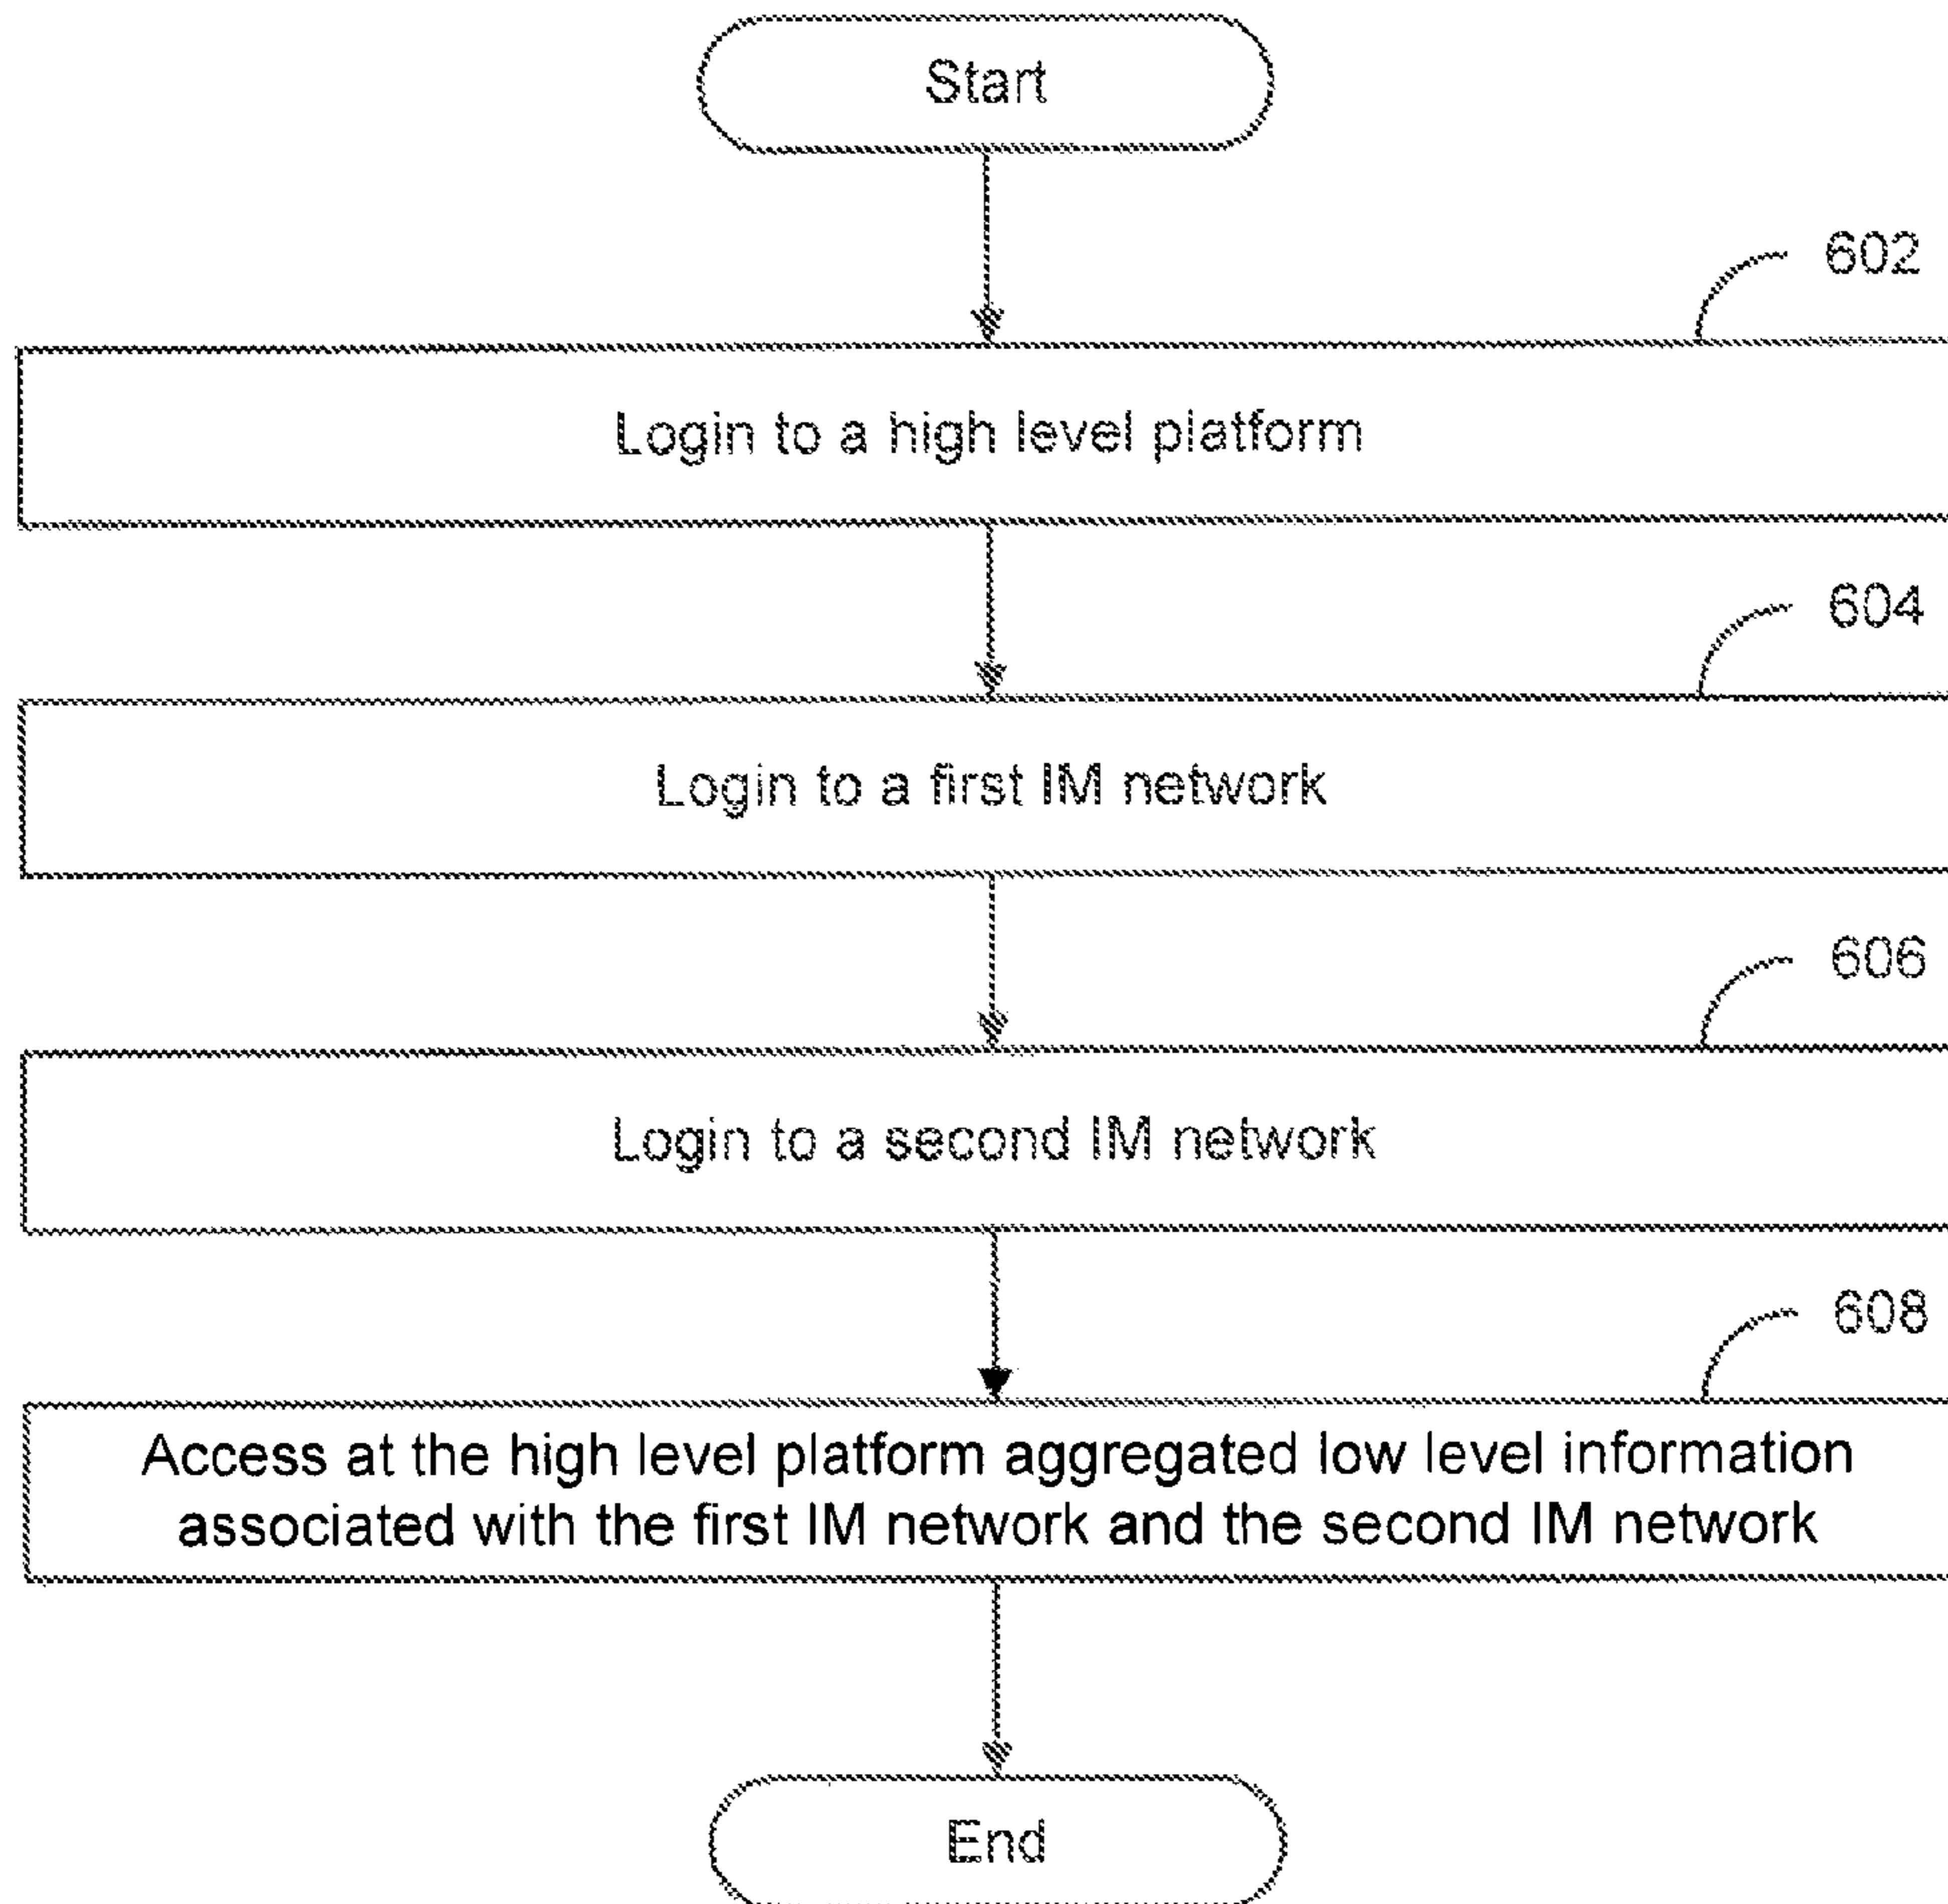 Start
602
Login to a high level platform
604
Login to a first IM network
606
Login to a second IM network
608
Access at the high level platform aggregated low level information
associated with the first IM network and the second IM network
End